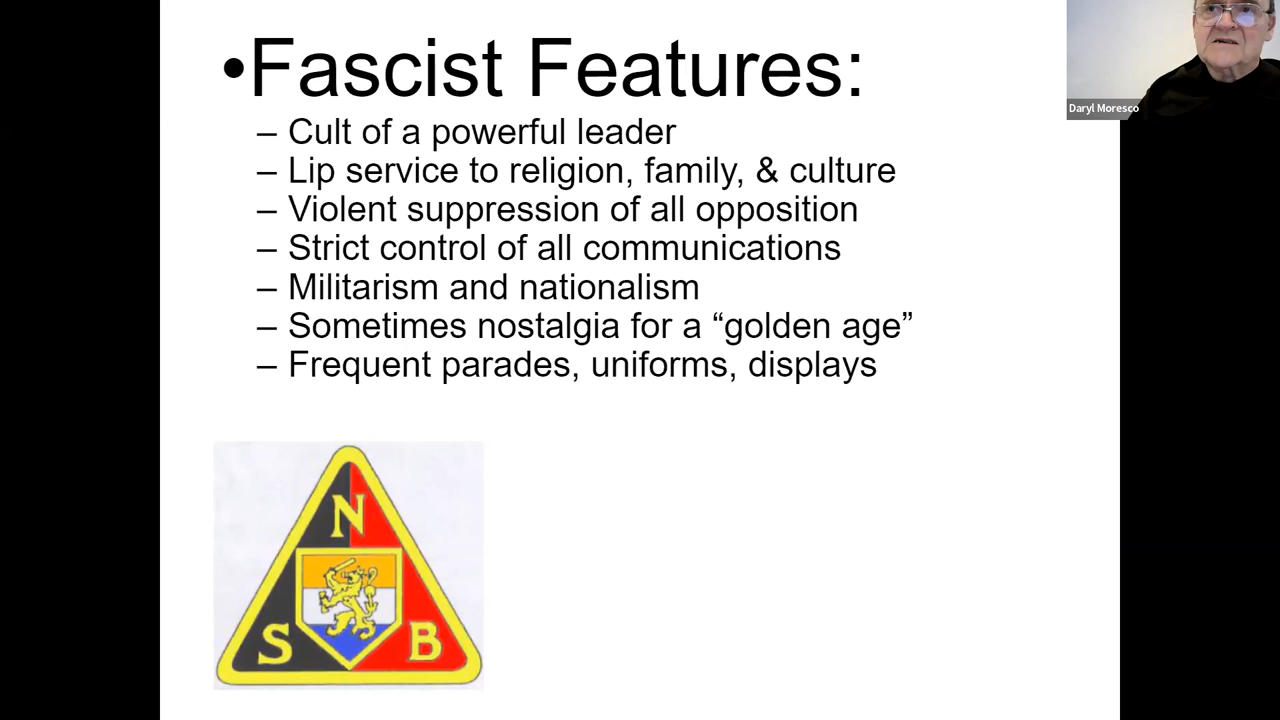 •Fascist Features:
– Cult of a powerful leader
– Lip service to religion, family, & culture
– Violent suppression of all opposition
– Strict control of all communications
– Militarism and nationalism
– Sometimes nostalgia for a “golden age”
– Frequent parades, uniforms, displays
Daryl Moresco
N
S B